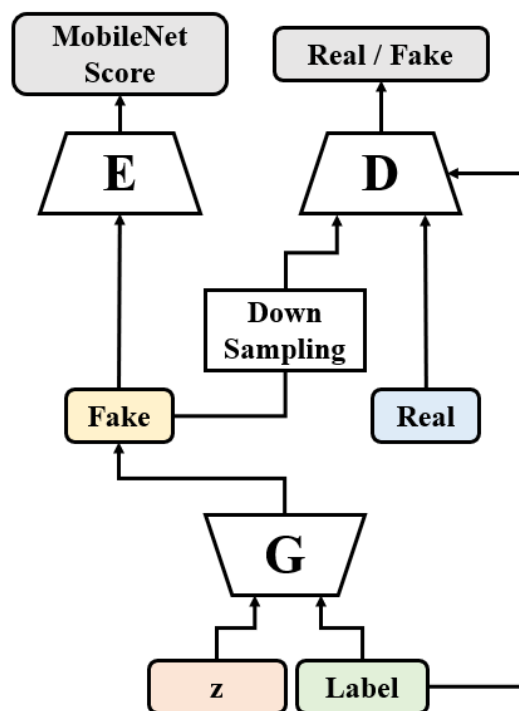 MobileNet
Score
Real / Fake
E
D
Down
Sampling
Fake
Real
G
z
Label